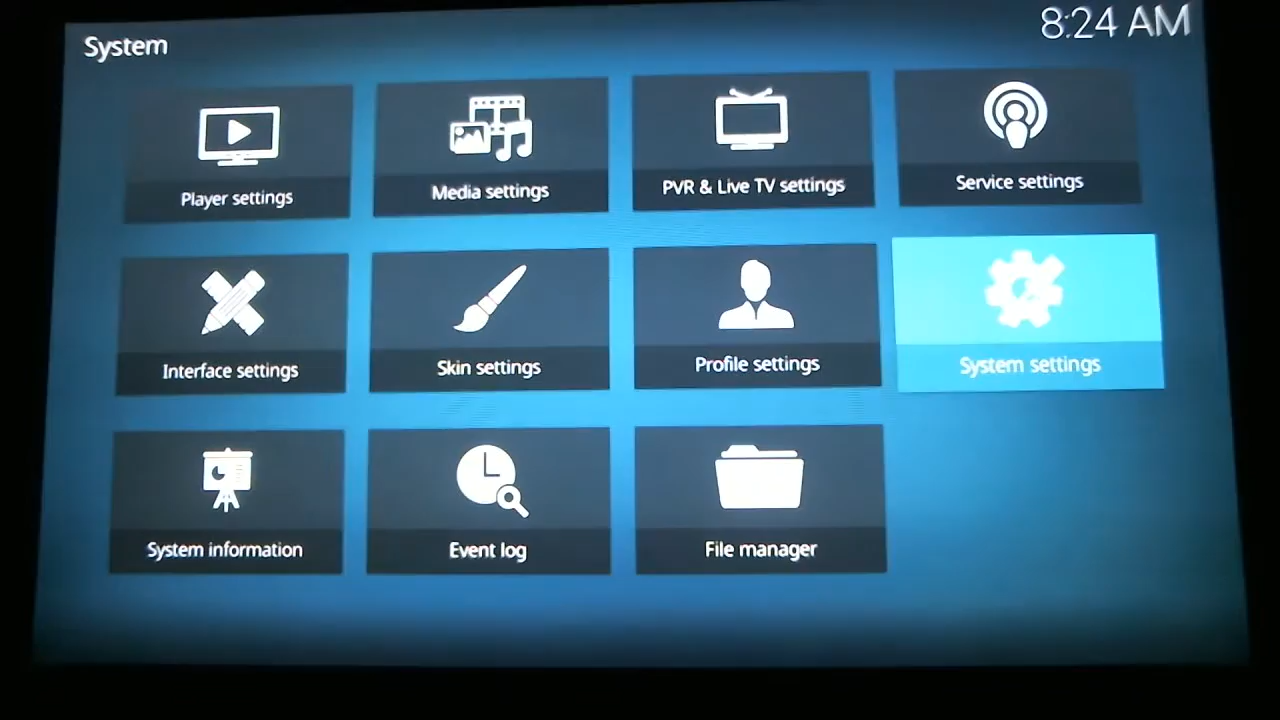 System
8:24 AM
Player settings
Media settings
PVR & Live TV settings
Service settings
Interface settings
Skin settings
Profile settings
System settings
System information
Event log
File manager